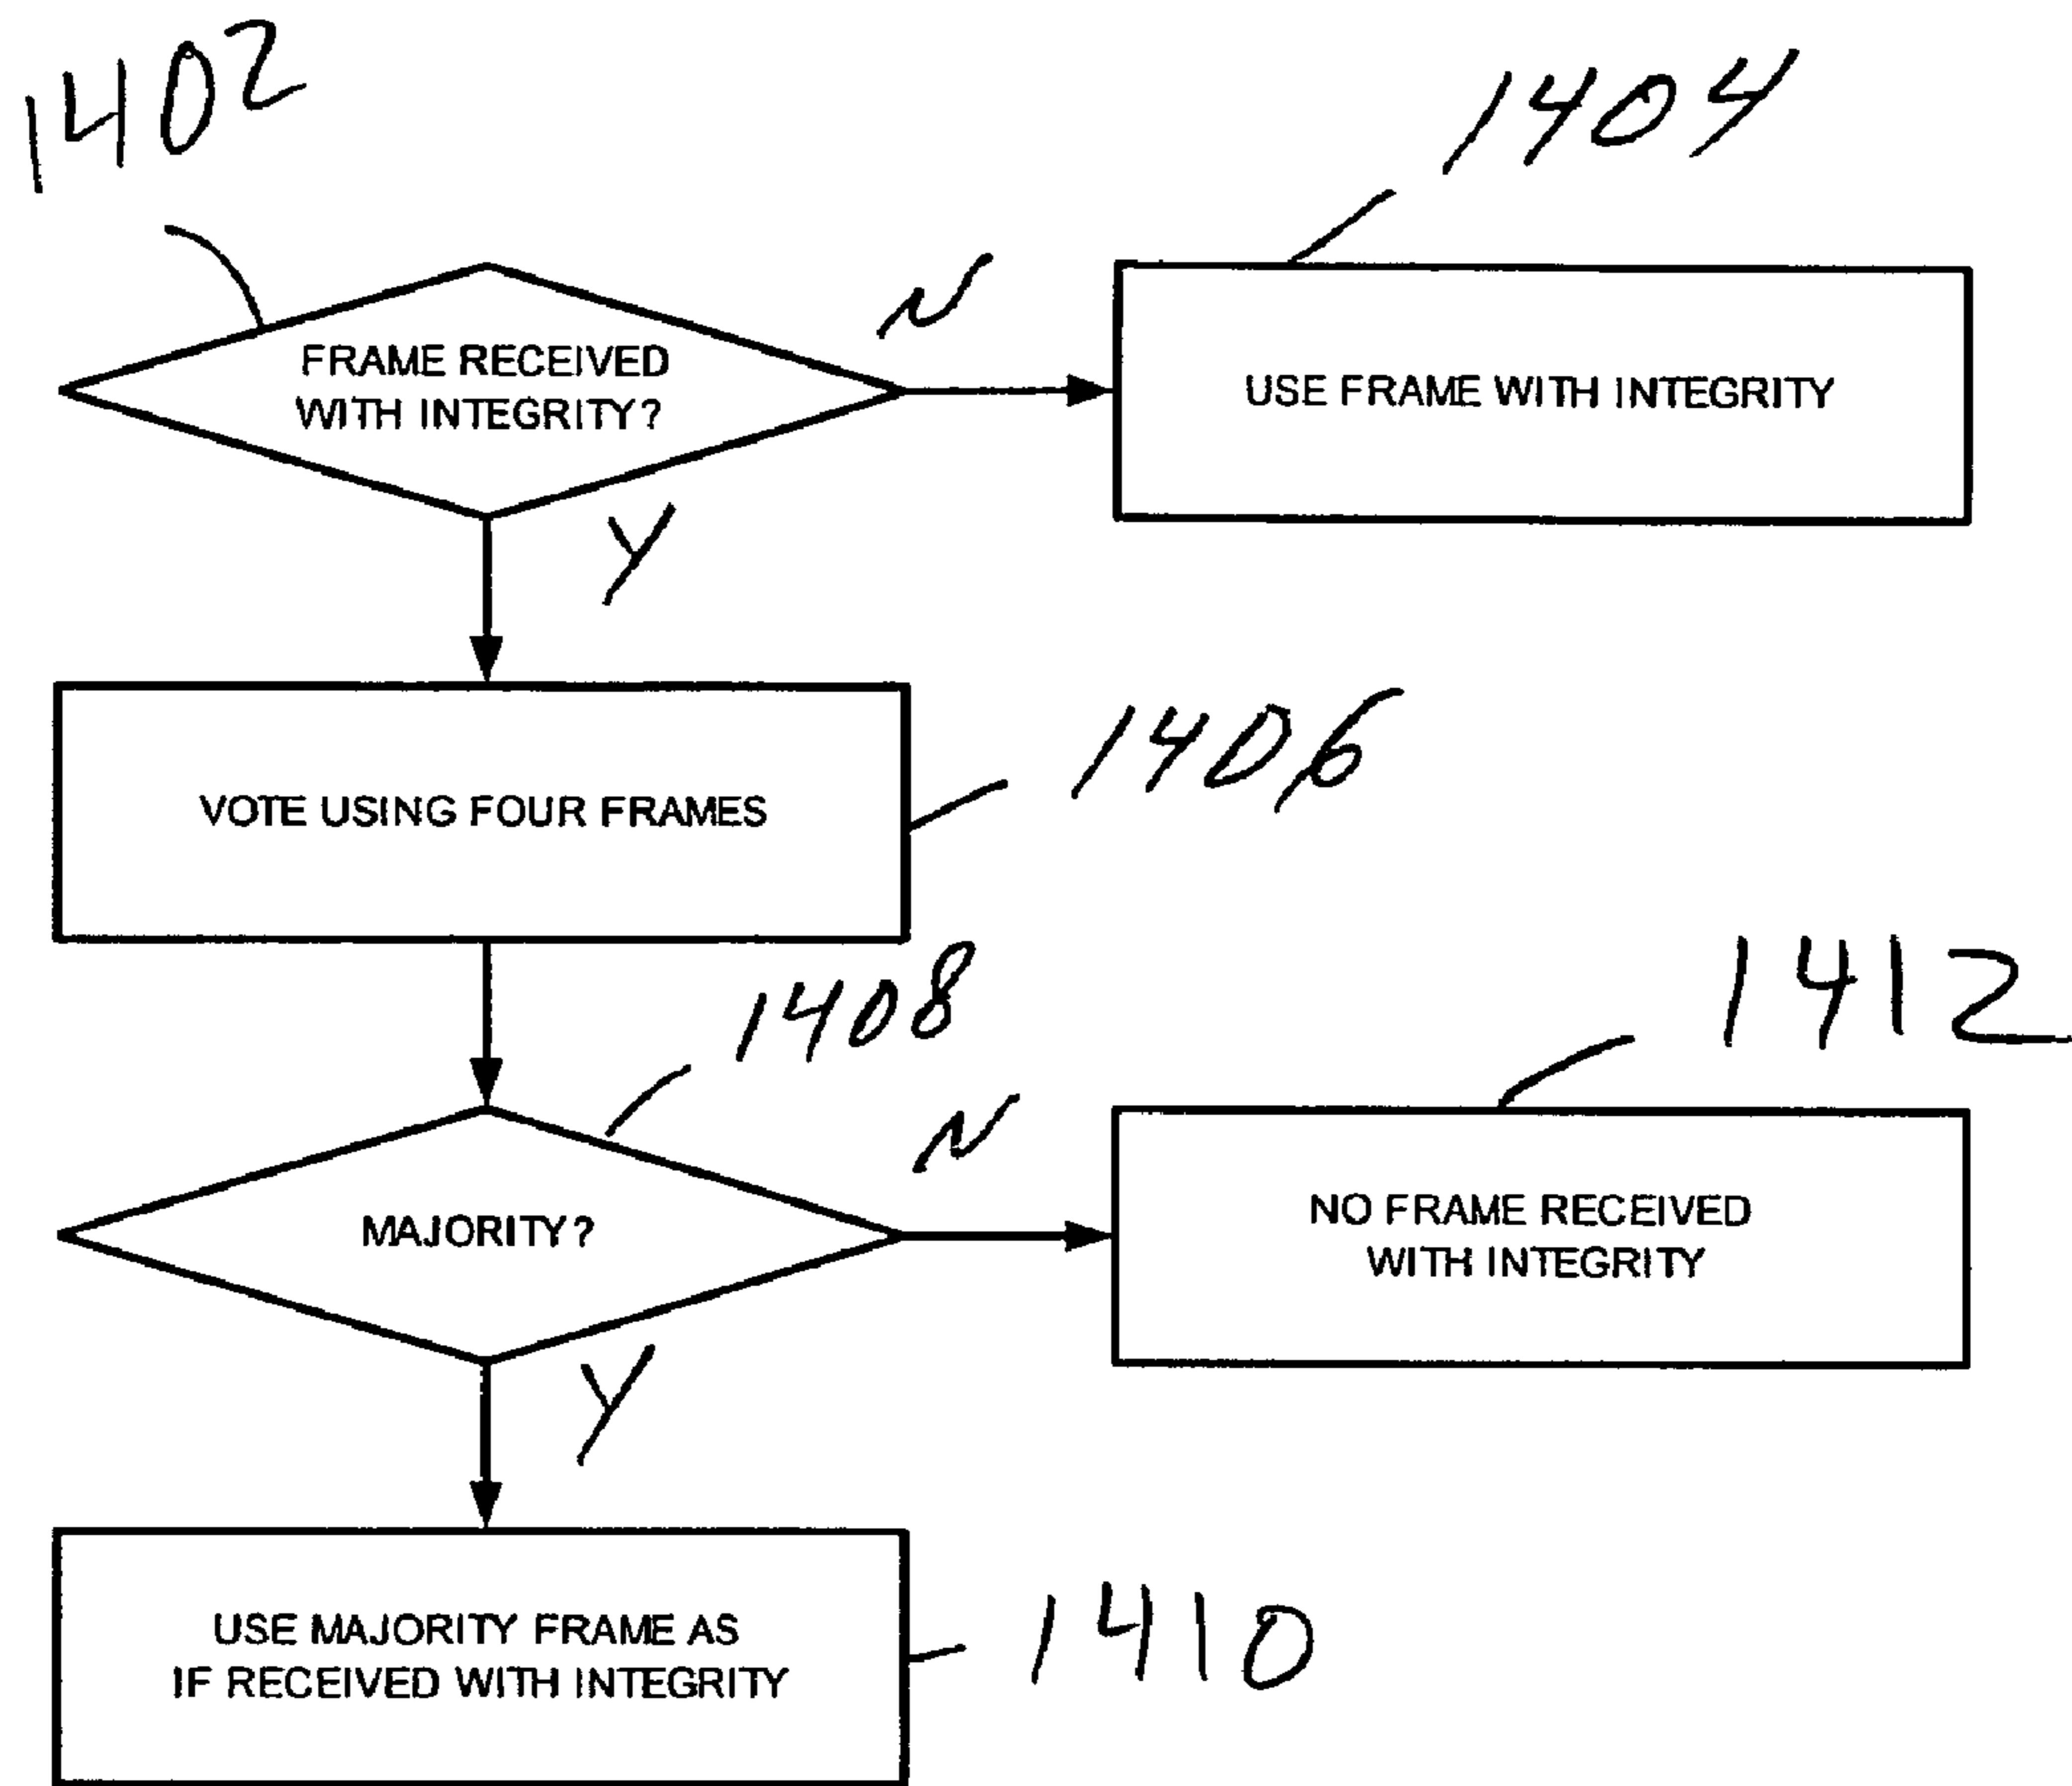 1402
1404
N
FRAME RECEIVED
WITH INTEGRITY?
USE FRAME WITH INTEGRITY
Y
1406
VOTE USING FOUR FRAMES
1408
1412
N
MAJORITY?
NO FRAME RECEIVED
WITH INTEGRITY
Y
1410
USE MAJORITY FRAME AS
IF RECEIVED WITH INTEGRITY